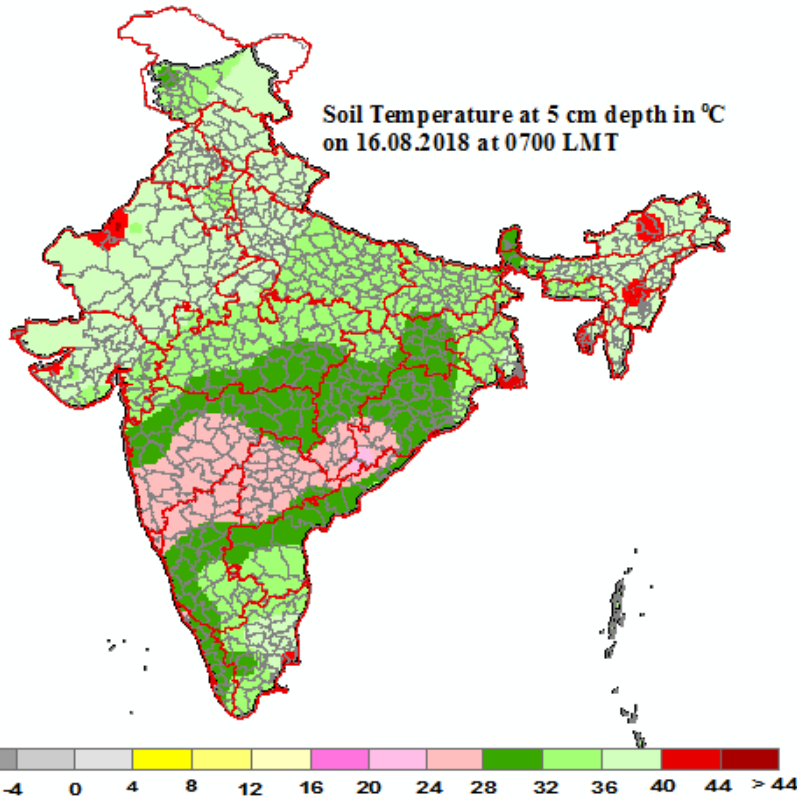 Soil Temperature at 5 cm depth in ⁰C
on 16.08.2018 at 0700 LMT
-4 0 4 8 12 16 20 24 28 32 36 40 44 > 44